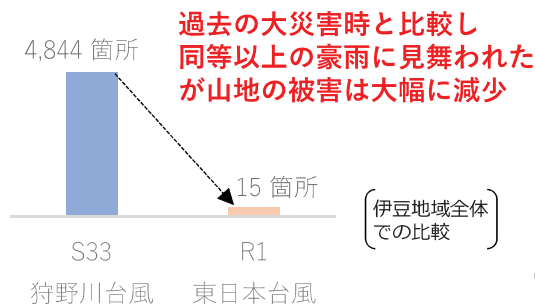 過去の大災害時と比較し
同等以上の豪雨に見舞われた
が山地の被害は大幅に減少
4,844 箇所
15 箇所
伊豆地域全体
での比較
S33
R1
狩野川台風
東日本台風